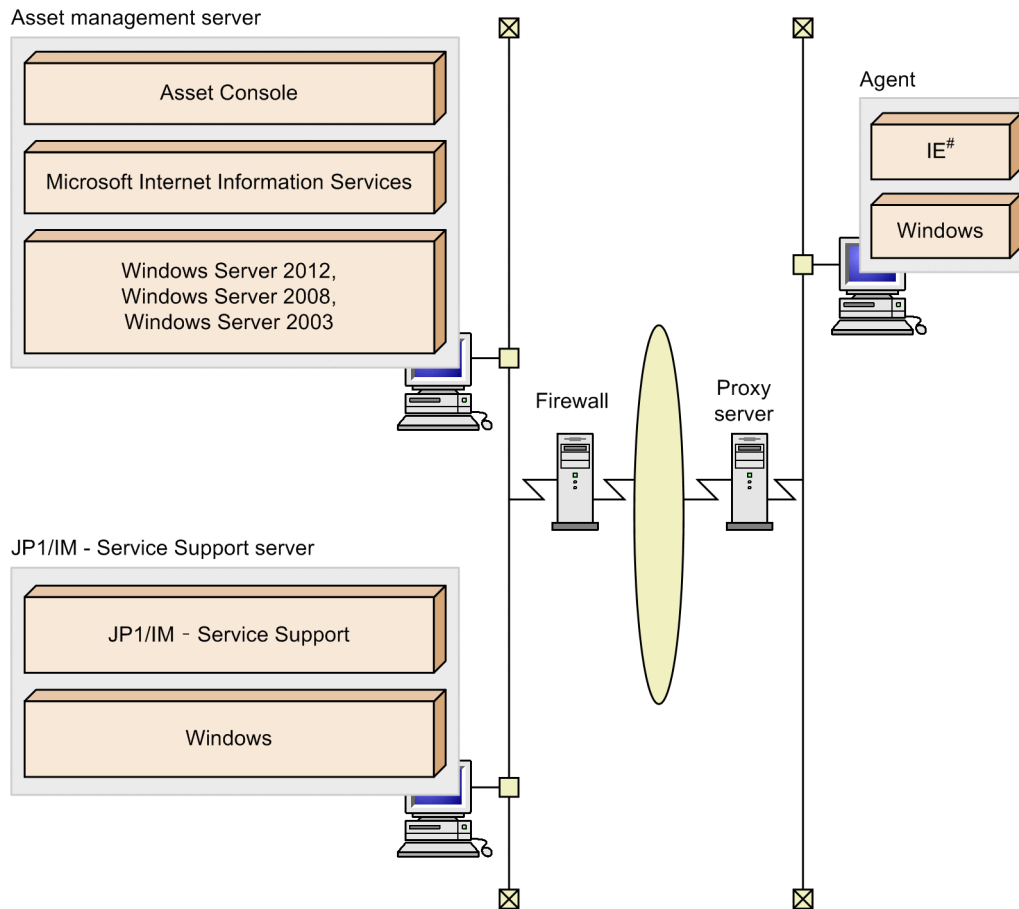 Asset management server
Asset Console
Microsoft Internet Information Services
Windows Server 2012,
Windows Server 2008,
Windows Server 2003
Agent
IE#
Windows
Firewall
Proxy
server
JP1/IM - Service Support server
JP1/IM - Service Support
Windows